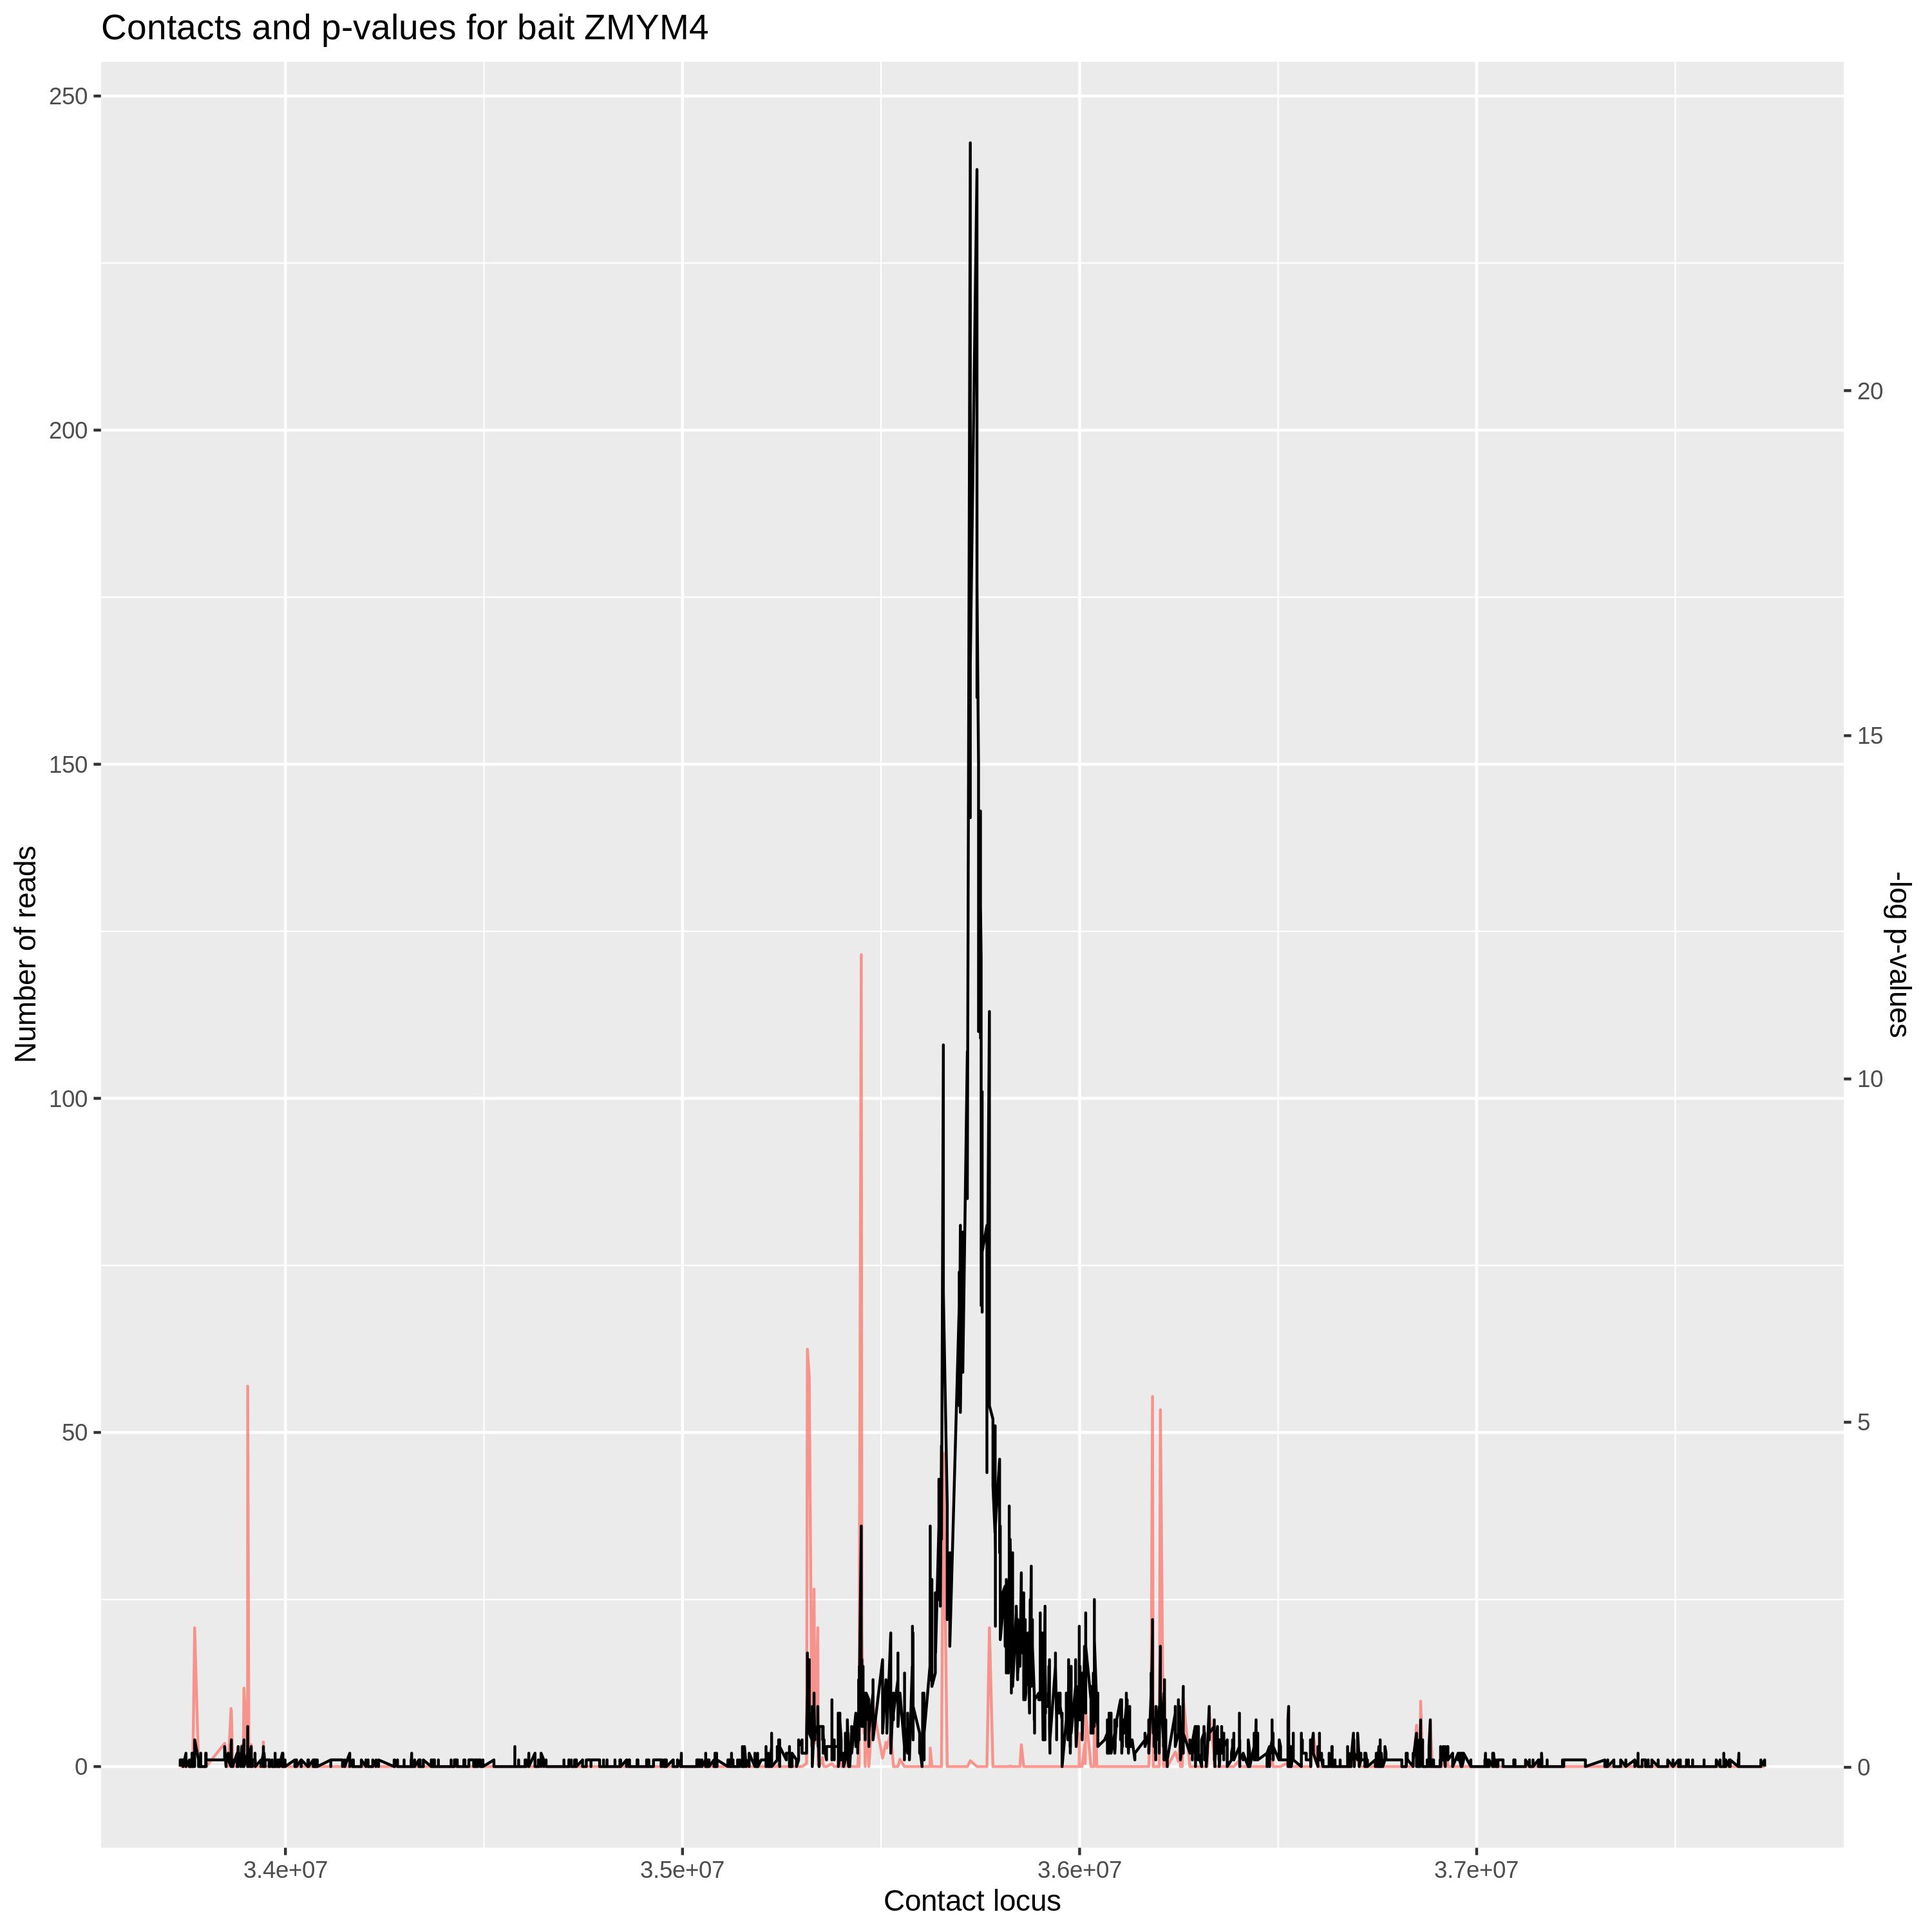 Contacts and p-values for bait ZMYM4
250
200
150
100
50
0
Number of reads
20
15
10
5
0
-log p-values
3.4e+07 3.5e+07 3.6e+07 3.7e+07
Contact locus